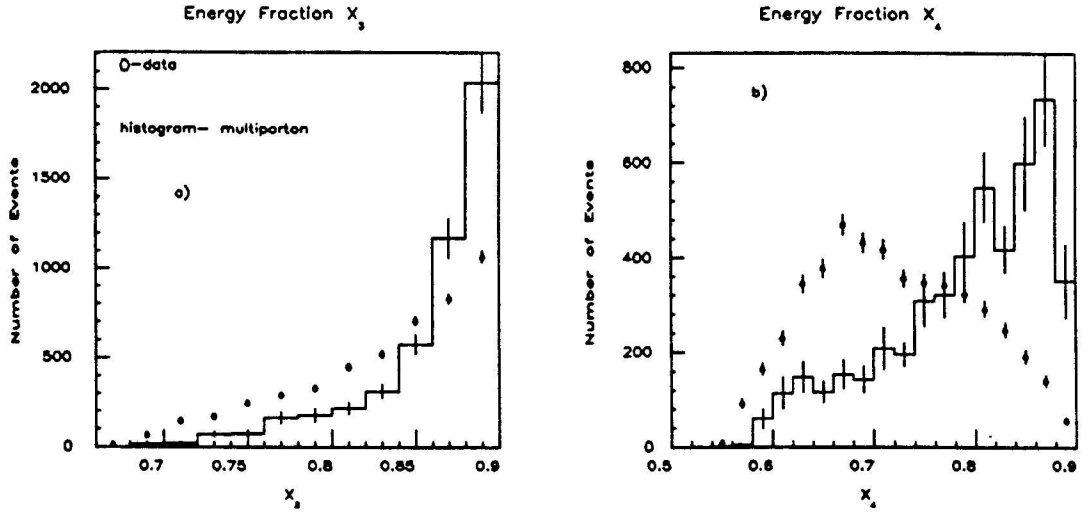 Energy Fraction X₃
O-data
histogram- multiparton
a)
Number of Events
2000
1500
1000
500
0
0.7
0.75
0.8
0.85
0.9
X₃
Energy Fraction X₄
b)
Number of Events
800
600
400
200
0
0.5
0.6
0.7
0.8
0.9
X₄